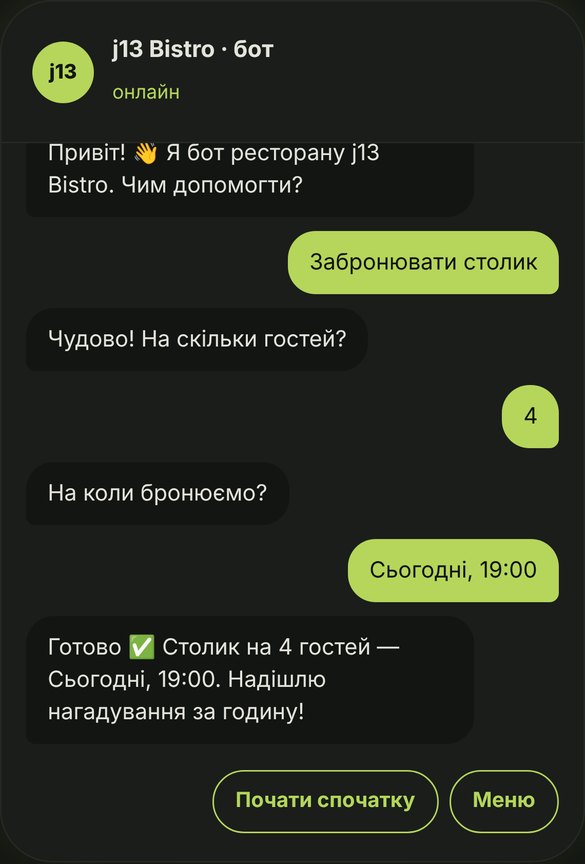 j13
j13 Bistro · бот
онлайн
Привіт! 👋 Я бот ресторану j13
Bistro. Чим допомогти?
Забронювати столик
Чудово! На скільки гостей?
4
На коли бронюємо?
Сьогодні, 19:00
Готово ✅ Столик на 4 гостей —
Сьогодні, 19:00. Надішлю
нагадування за годину!
Почати спочатку
Меню